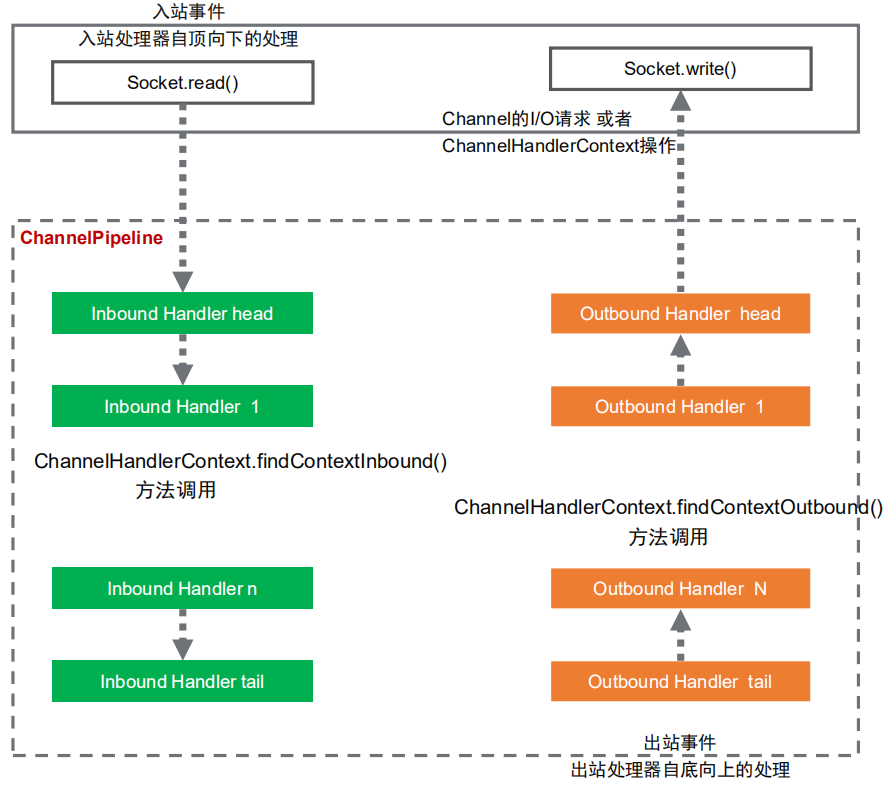 入站事件
入站处理器自顶向下的处理
Socket.read()
Socket.write()
Channel的I/O请求 或者
ChannelHandlerContext操作
ChannelPipeline
Inbound Handler head
Outbound Handler head
Inbound Handler 1
Outbound Handler 1
ChannelHandlerContext.findContextInbound()
方法调用
ChannelHandlerContext.findContextOutbound()
方法调用
Inbound Handler n
Outbound Handler N
Inbound Handler tail
Outbound Handler tail
出站事件
出站处理器自底向上的处理